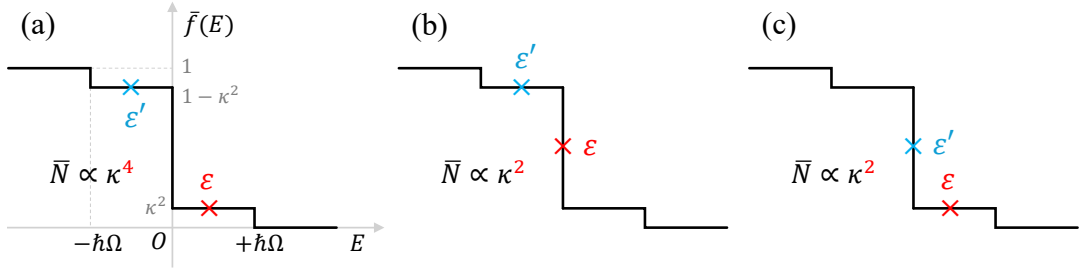 (a)
f̄(E)
1
1 − κ²
ε′
N̄ ∝ κ⁴
ε
κ²
−ℏΩ
O
+ℏΩ
E
(b)
ε′
ε
N̄ ∝ κ²
(c)
ε′
N̄ ∝ κ²
ε